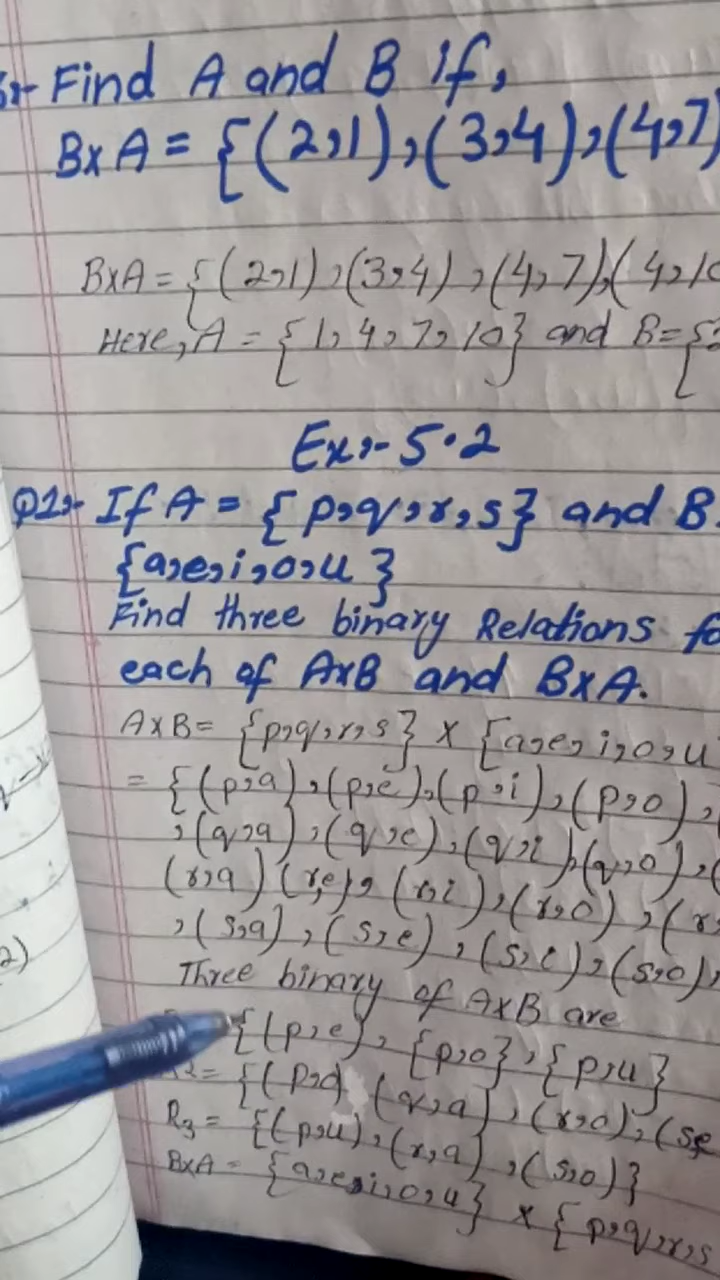 Find A and B if,
BxA = {(2,1),(3,4),(4,7)
BxA = {(2,1),(3,4),(4,7),(4,10
Here, A = {1,4,7,10} and B={
Ex:- 5.2
Q1:- If A = {p,q,r,s} and B
{a,e,i,o,u}
Find three binary Relations fo
each of AxB and BxA.
AxB = {p,q,r,s} x {a,e,i,o,u
= {(p,a),(p,e),(p,i),(p,o),
,(q,a),(q,e),(q,i),(q,o),(
(r,a)(r,e),(r,i),(r,o),(r,
,(s,a),(s,e),(s,i),(s,o),
Three binary of AxB are
{(p,e),{p,o},{p,u}
= {(p,a) (q,a),(r,o),(s,e
R3 = {(p,u),(r,a),(s,o)}
BxA = {a,e,i,o,u} x {p,q,r,s
2)